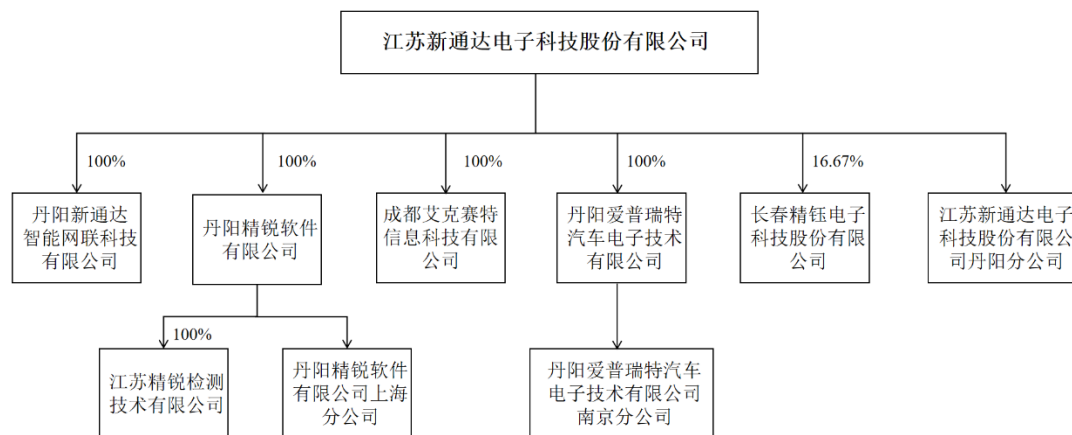 江苏新通达电子科技股份有限公司
100%
100%
100%
100%
16.67%
丹阳新通达
智能网联科技
有限公司
丹阳精锐软件
有限公司
成都艾克赛特
信息科技有限
公司
丹阳爱普瑞特
汽车电子技术
有限公司
长春精钰电子
科技股份有限
公司
江苏新通达电子
科技股份有限公
司丹阳分公司
100%
江苏精锐检测
技术有限公司
丹阳精锐软件
有限公司上海
分公司
丹阳爱普瑞特汽车
电子技术有限公司
南京分公司